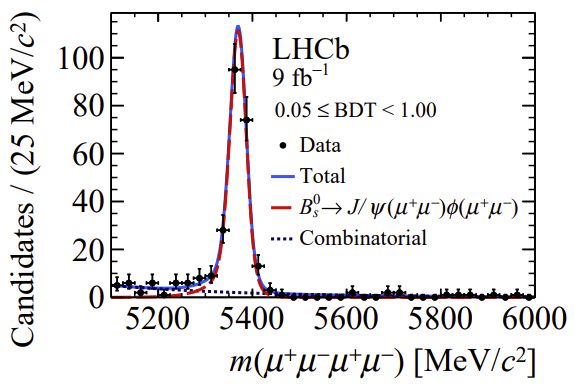 Candidates / (25 MeV/c²)
100
80
60
40
20
0
LHCb
9 fb⁻¹
0.05 ≤ BDT < 1.00
Data
Total
B⁰ₛ → J/ψ(μ⁺μ⁻)ϕ(μ⁺μ⁻)
Combinatorial
5200 5400 5600 5800 6000
m(μ⁺μ⁻μ⁺μ⁻) [MeV/c²]